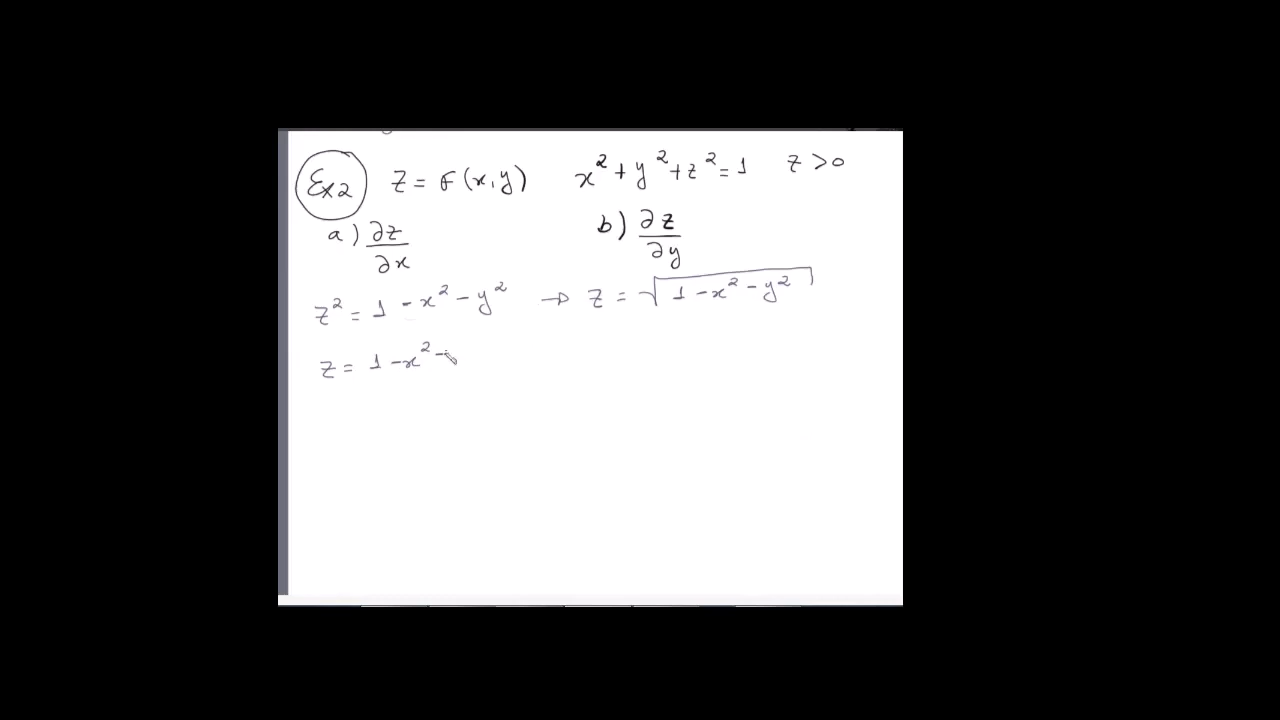 Ex2 z = F(x,y) x² + y² + z² = 1 z > 0
a) ∂z/∂x b) ∂z/∂y
z² = 1 - x² - y² → z = √(1 - x² - y²)
z = 1 - x² -